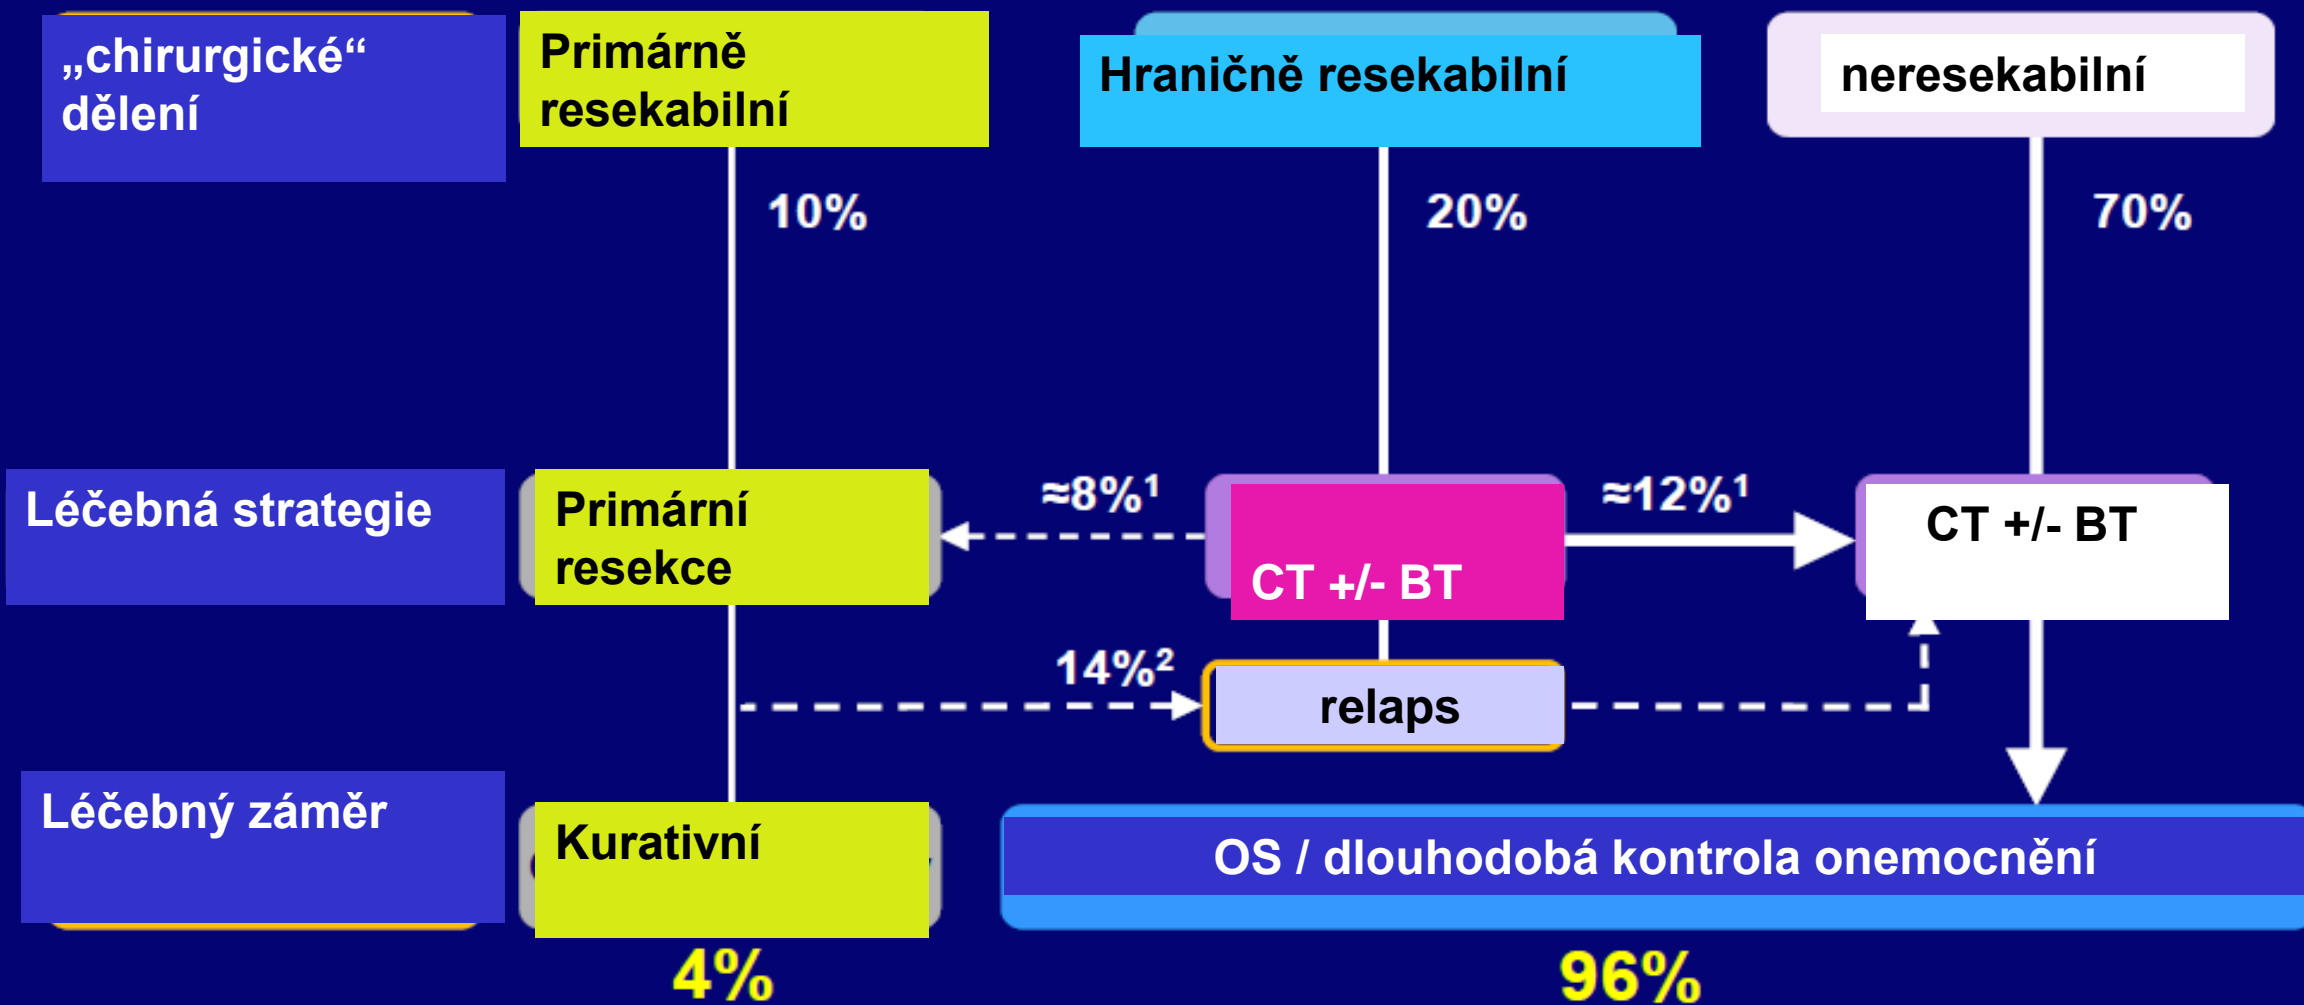 „chirurgické“
dělení
Primárně
resekabilní
Hraničně resekabilní
neresekabilní
10%
20%
70%
Léčebná strategie
Primární
resekce
≈8%¹
CT +/- BT
≈12%¹
CT +/- BT
14%²
relaps
Léčebný záměr
Kurativní
OS / dlouhodobá kontrola onemocnění
4%
96%